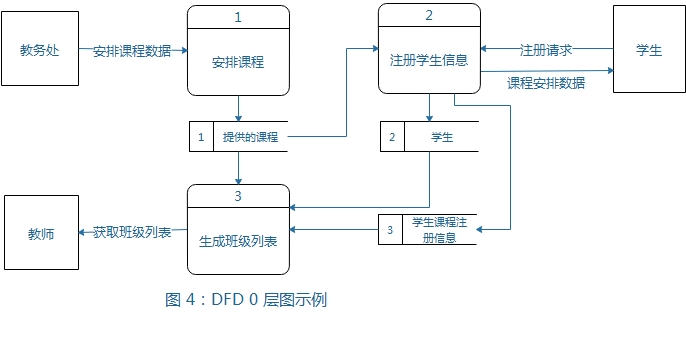 1
2
教务处
安排课程数据
安排课程
注册学生信息
注册请求
学生
课程安排数据
1
提供的课程
2
学生
3
教师
获取班级列表
生成班级列表
3
学生课程注
册信息
图 4：DFD 0 层图示例